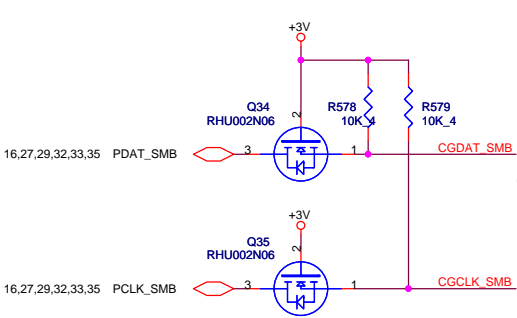 +3V
Q34
RHU002N06
2
R578
10K_4
R579
10K_4
16,27,29,32,33,35 PDAT_SMB
3
1
CGDAT_SMB
+3V
Q35
RHU002N06
2
16,27,29,32,33,35 PCLK_SMB
3
1
CGCLK_SMB